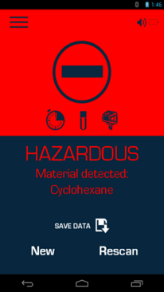 1:46
HAZARDOUS
Material detected:
Cyclohexane
SAVE DATA
New Rescan